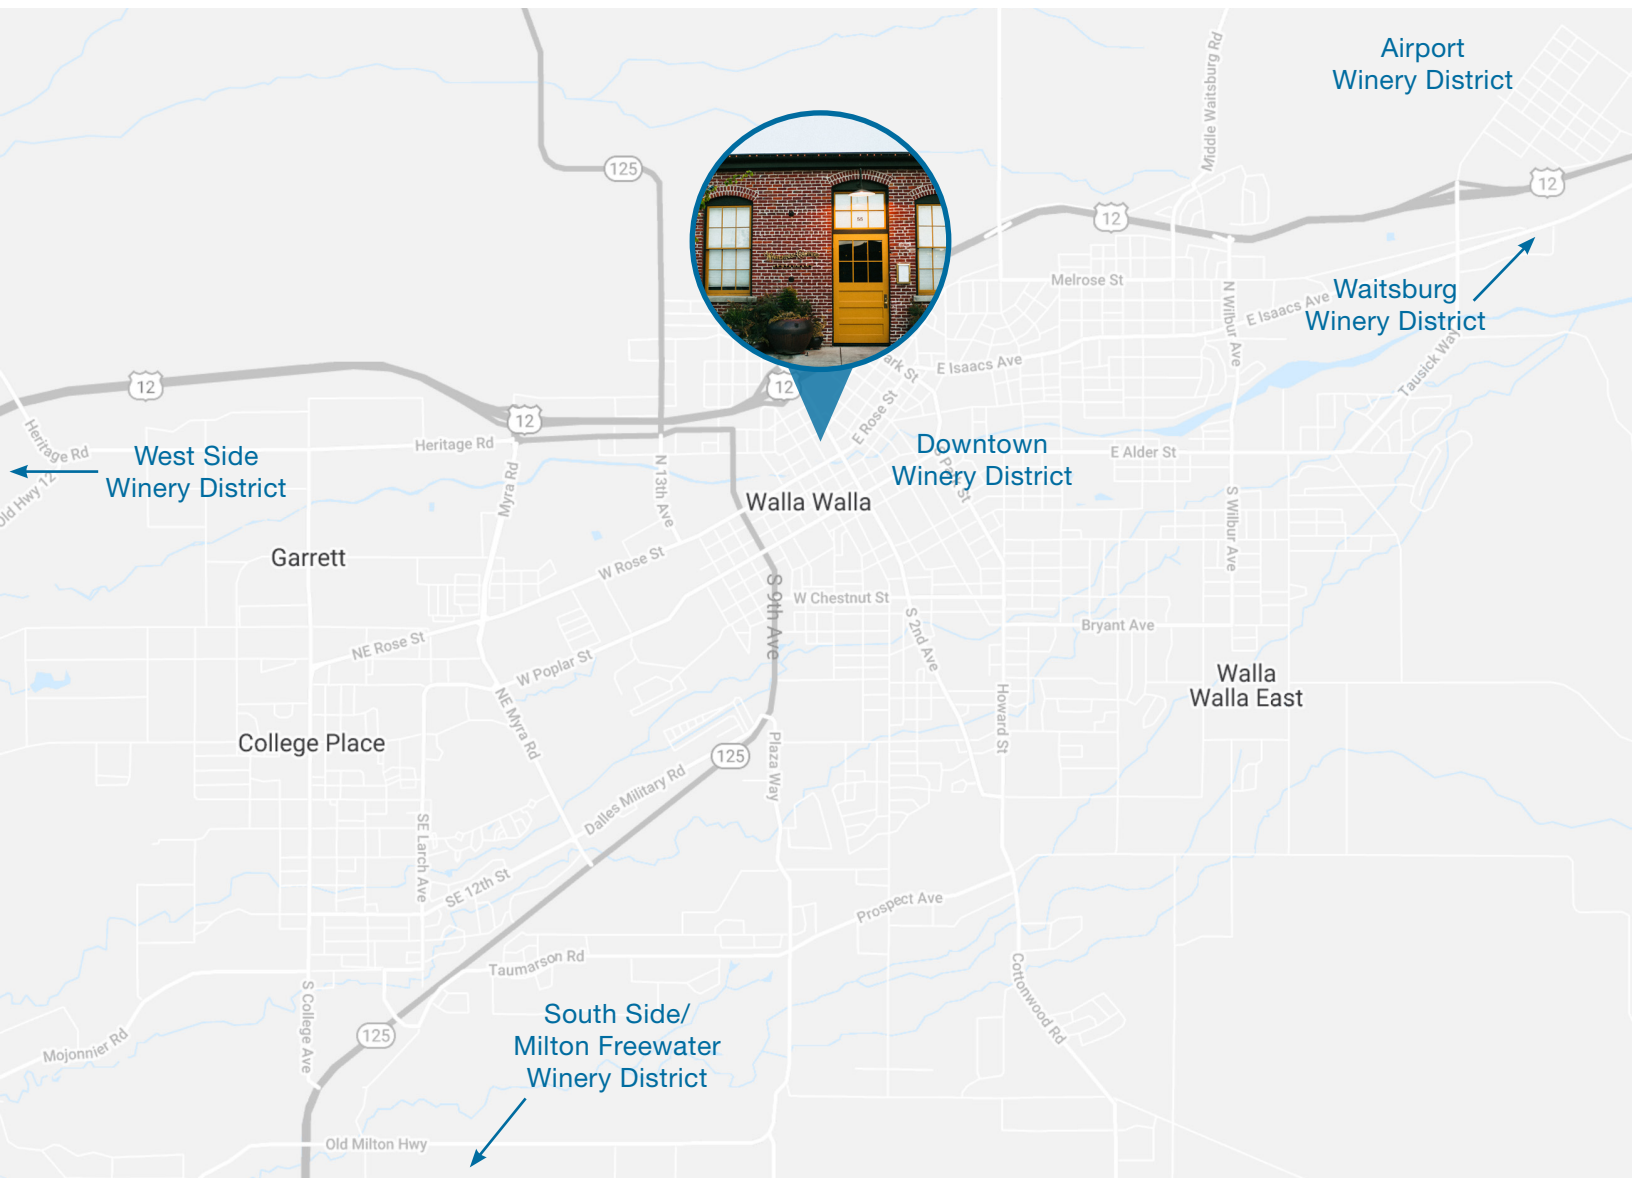 Airport
Winery District
Middle Waitsburg Rd
125
12
12
Melrose St
N Wilbur Ave
E Isaacs Ave
Waitsburg
Winery District
56
ark St
E Isaacs Ave
Tausick Way
12
12
12
E Rose St
Heritage Rd
Heritage Rd
West Side
Winery District
Old Hwy 12
Myra Rd
N 13th Ave
Downtown
Winery District
S Park St
E Alder St
S Wilbur Ave
Walla Walla
Garrett
W Rose St
S 9th Ave
W Chestnut St
S 2nd Ave
Bryant Ave
NE Rose St
W Poplar St
Walla
Walla East
NE Myra Rd
Howard St
College Place
125
Plaza Way
Dalles Military Rd
SE Larch Ave
SE 12th St
Prospect Ave
Taumarson Rd
Cottonwood Rd
S College Ave
South Side/
Milton Freewater
Winery District
125
Mojonnier Rd
Old Milton Hwy